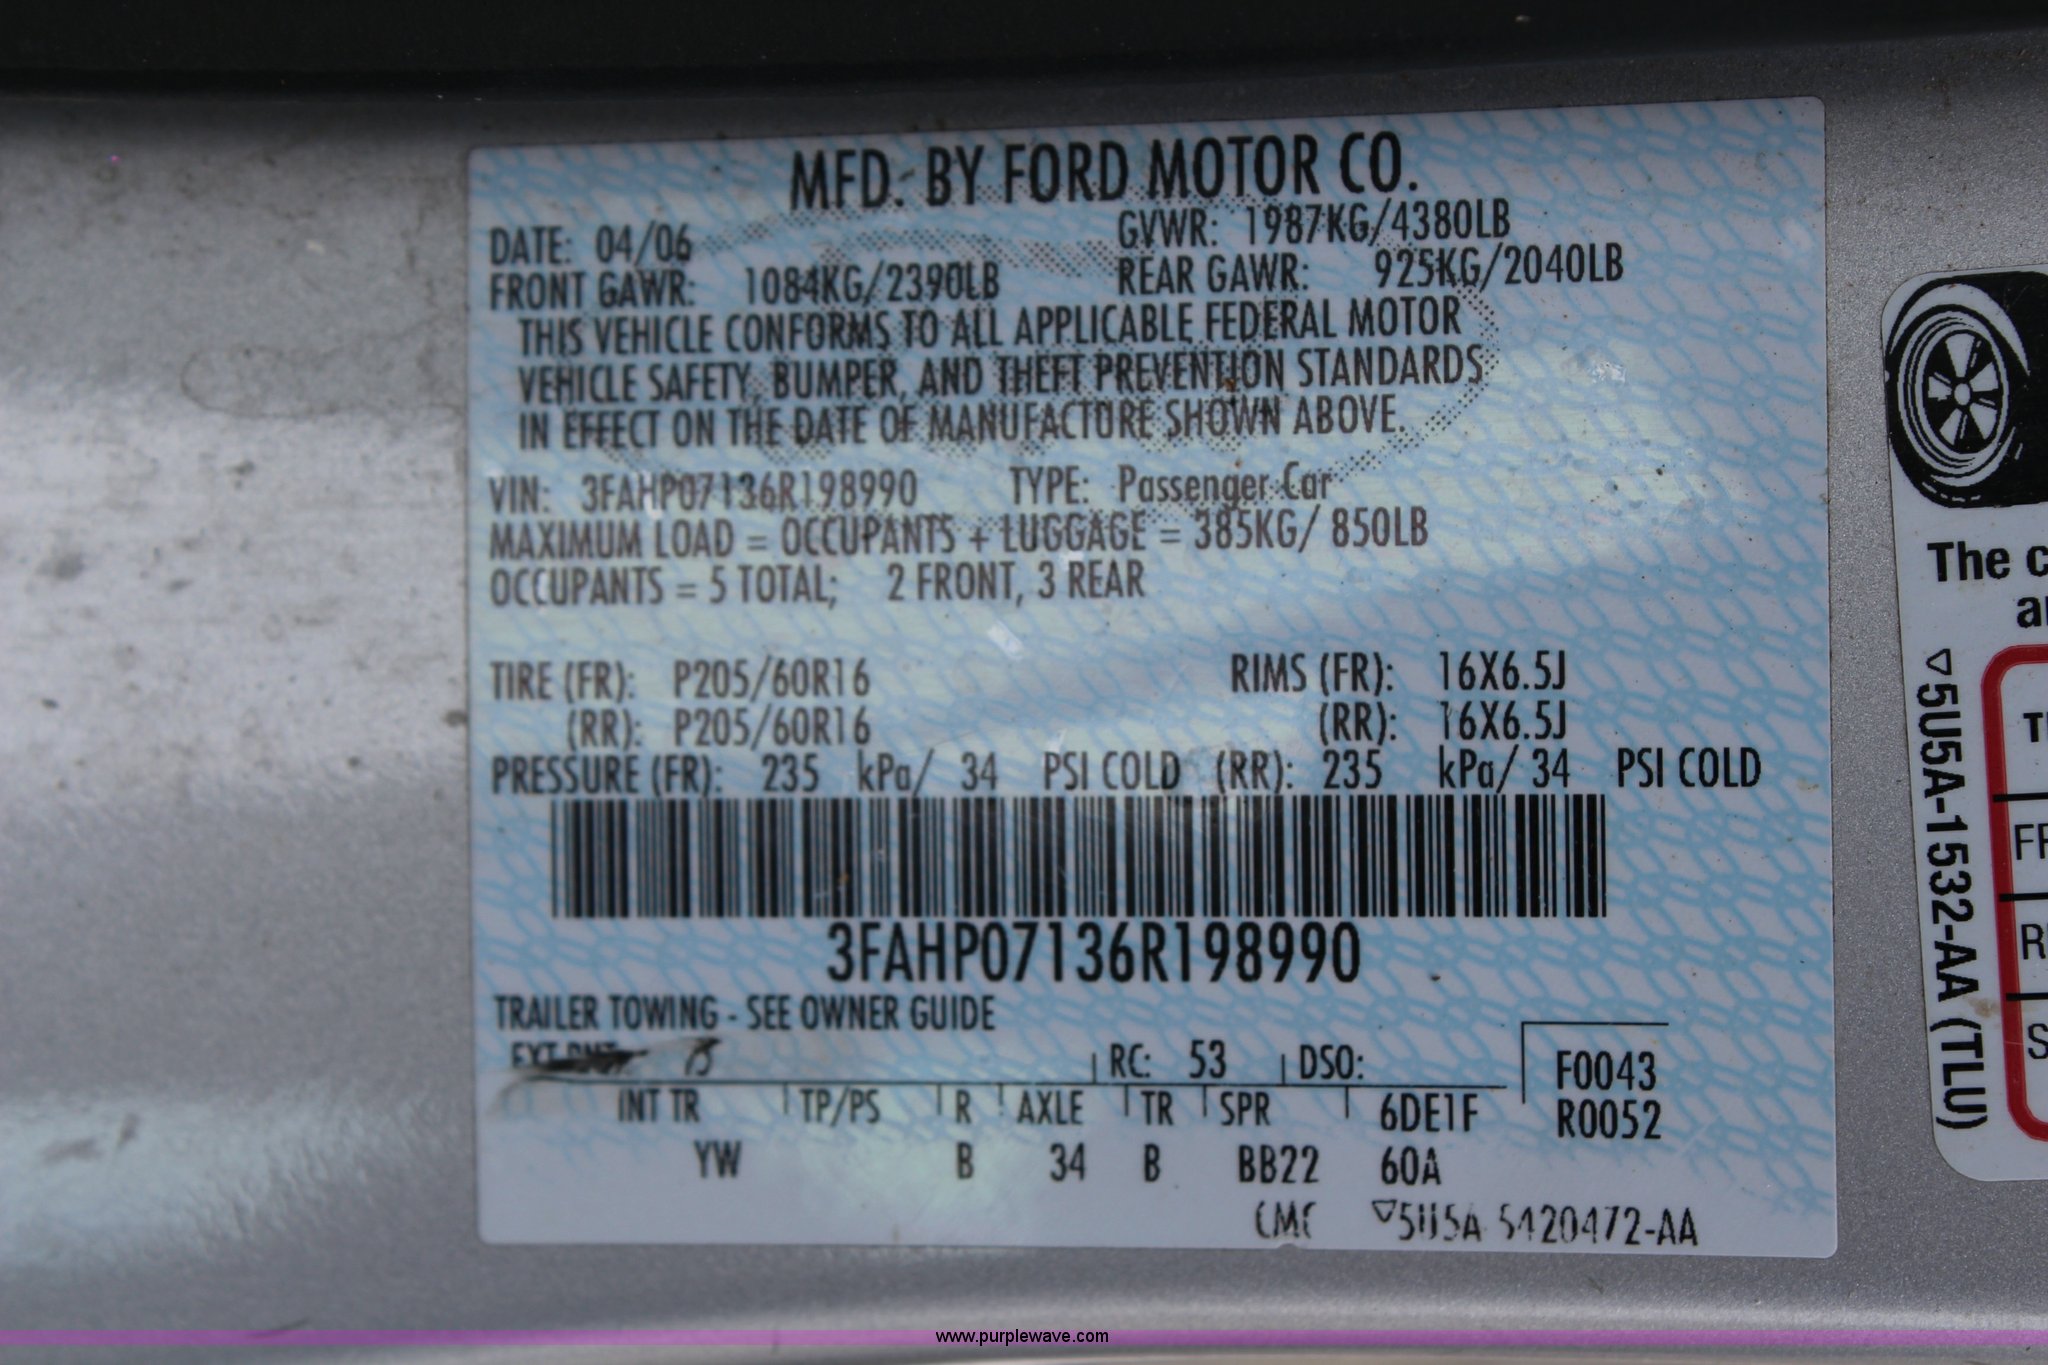 MFD. BY FORD MOTOR CO.
DATE: 04/06 GVWR: 1987KG/4380LB
FRONT GAWR: 1084KG/2390LB REAR GAWR: 925KG/2040LB
THIS VEHICLE CONFORMS TO ALL APPLICABLE FEDERAL MOTOR
VEHICLE SAFETY, BUMPER, AND THEFT PREVENTION STANDARDS
IN EFFECT ON THE DATE OF MANUFACTURE SHOWN ABOVE.
VIN: 3FAHP07136R198990 TYPE: Passenger Car
MAXIMUM LOAD = OCCUPANTS + LUGGAGE = 385KG/ 850LB
OCCUPANTS = 5 TOTAL; 2 FRONT, 3 REAR
TIRE (FR): P205/60R16 RIMS (FR): 16X6.5J
(RR): P205/60R16 (RR): 16X6.5J
PRESSURE (FR): 235 kPa/ 34 PSI COLD (RR): 235 kPa/ 34 PSI COLD
3FAHP07136R198990
TRAILER TOWING - SEE OWNER GUIDE
EXT PNT: RC: 53 DSO: F0043
INT TR TP/PS R AXLE TR SPR 6DE1F R0052
YW B 34 B BB22 60A
CMC ▽5U5A 5420472-AA
The c
▽5U5A-1532-AA (TLU)
www.purplewave.com